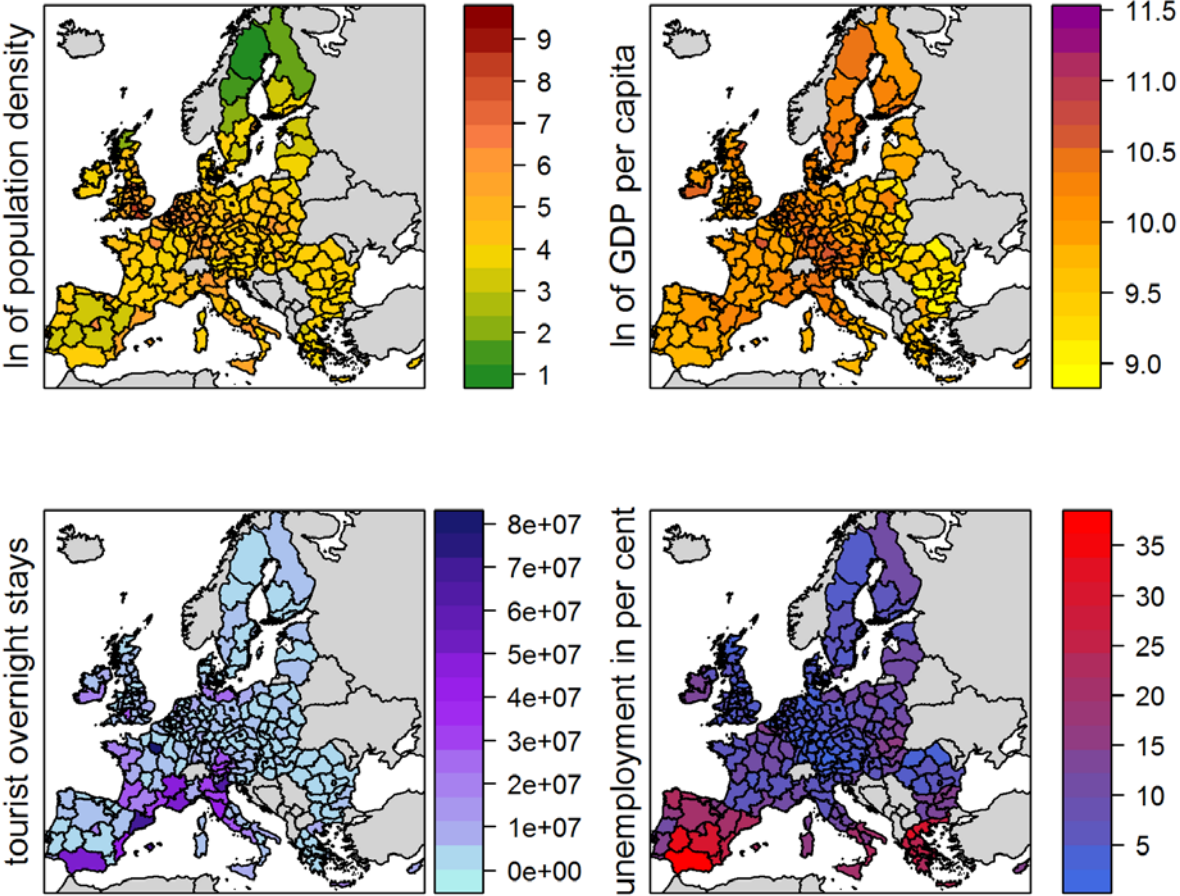 ln of population density
9
8
7
6
5
4
3
2
1
ln of GDP per capita
11.5
11.0
10.5
10.0
9.5
9.0
tourist overnight stays
8e+07
7e+07
6e+07
5e+07
4e+07
3e+07
2e+07
1e+07
0e+00
unemployment in per cent
35
30
25
20
15
10
5